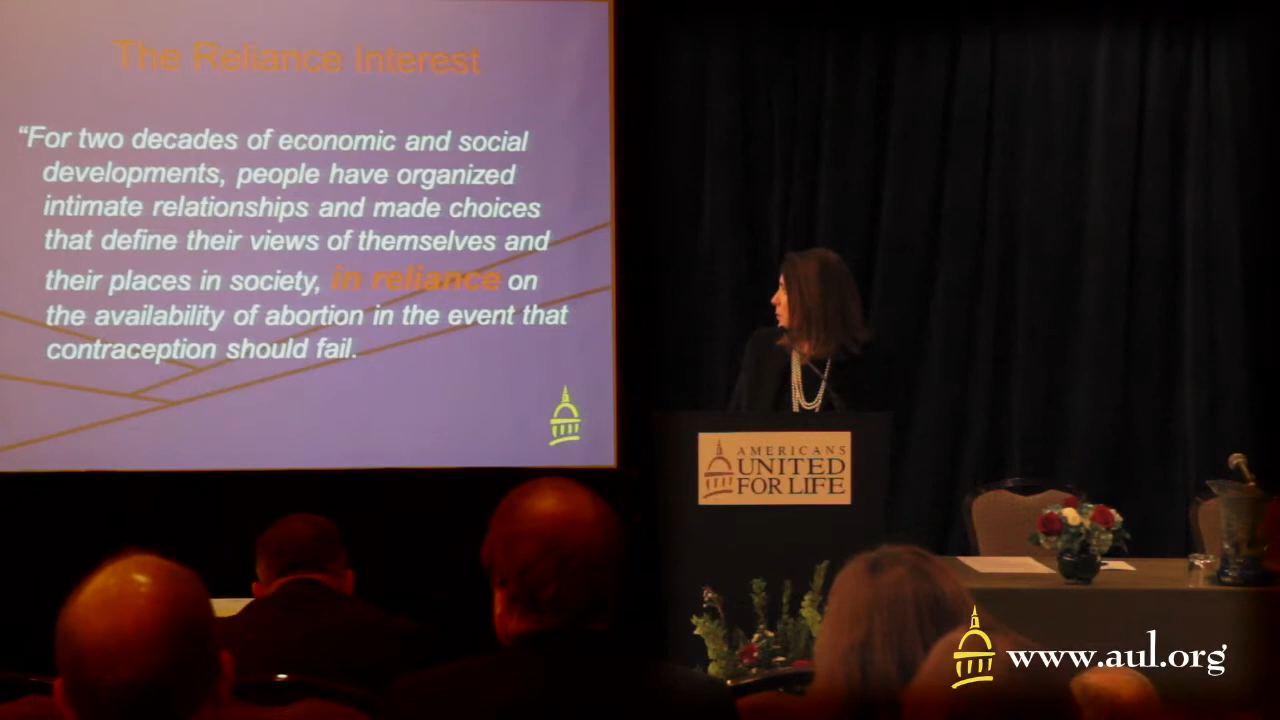 The Reliance Interest
“For two decades of economic and social
developments, people have organized
intimate relationships and made choices
that define their views of themselves and
their places in society, in reliance on
the availability of abortion in the event that
contraception should fail.
AMERICANS
UNITED
FOR LIFE
www.aul.org